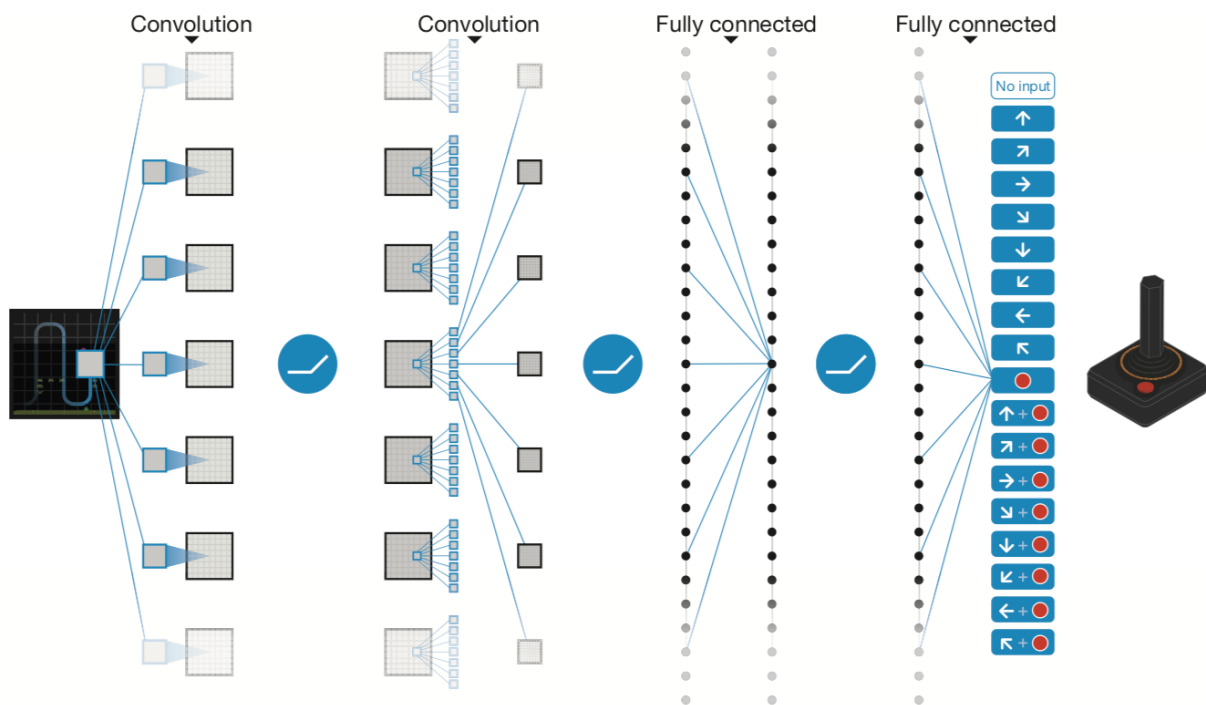 Convolution
Convolution
Fully connected
Fully connected
No input
+
+
+
+
+
+
+
+